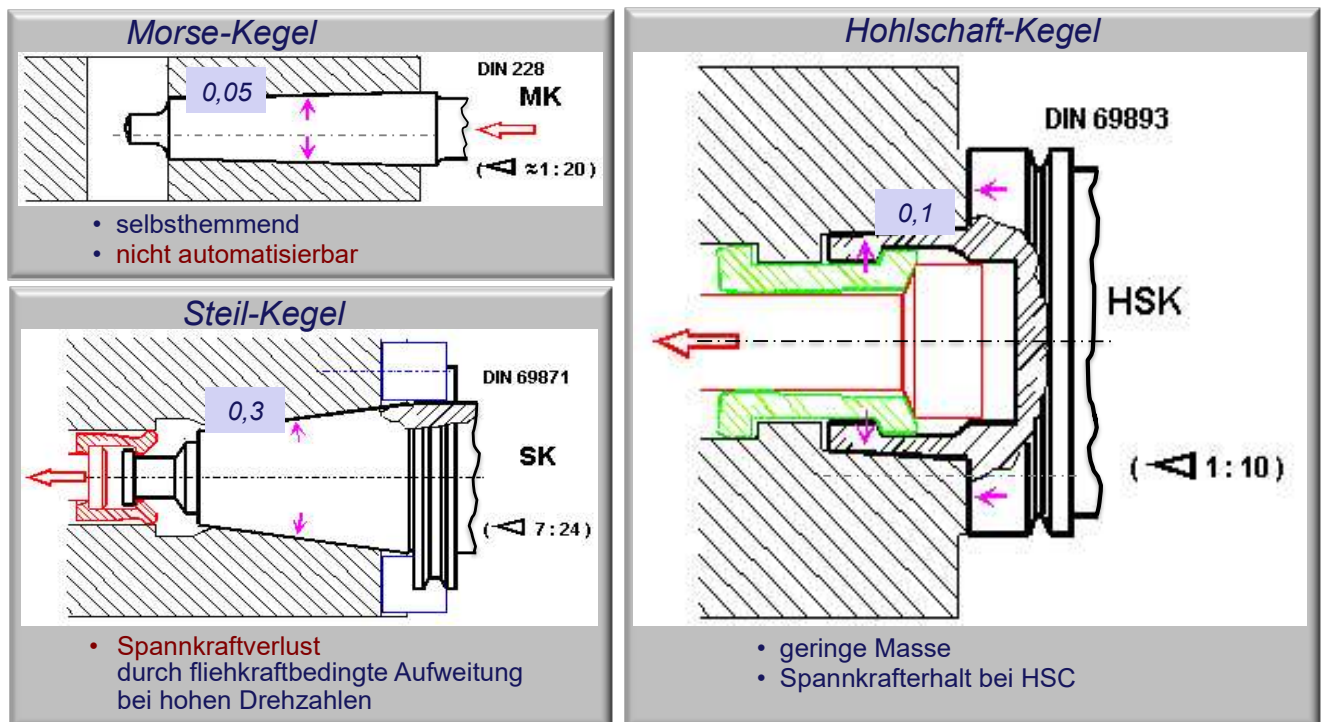 Morse-Kegel
DIN 228
MK
0,05
( ≈1:20)
• selbsthemmend
• nicht automatisierbar
Steil-Kegel
DIN 69871
0,3
SK
( 7:24)
• Spannkraftverlust
durch fliehkraftbedingte Aufweitung
bei hohen Drehzahlen
Hohlschaft-Kegel
DIN 69893
0,1
HSK
( 1:10)
• geringe Masse
• Spannkrafterhalt bei HSC